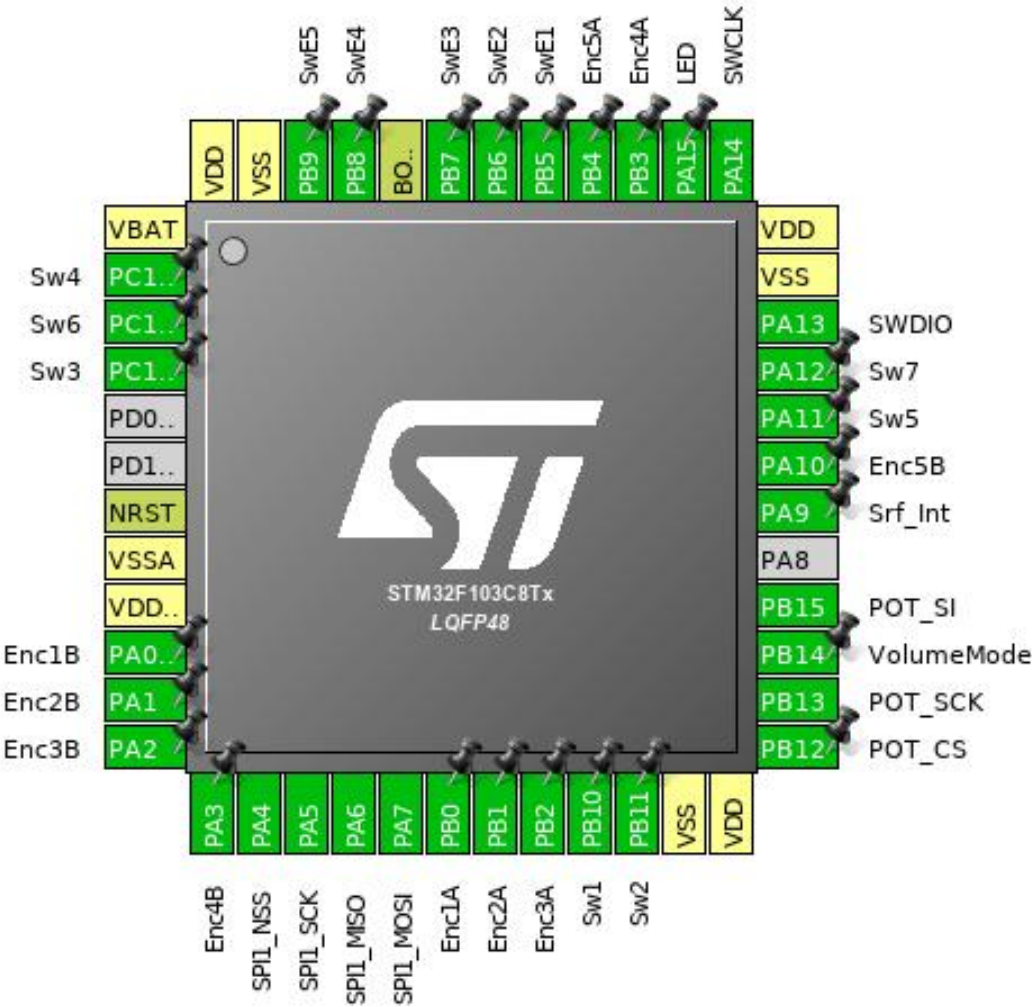 SwE5
SwE4
SwE3
SwE2
SwE1
Enc5A
Enc4A
LED
SWCLK
VDD
VSS
PB9
PB8
BO..
PB7
PB6
PB5
PB4
PB3
PA15
PA14
VBAT
Sw4 PC1..
Sw6 PC1..
Sw3 PC1..
PD0..
PD1..
NRST
VSSA
VDD..
Enc1B PA0..
Enc2B PA1
Enc3B PA2
STM32F103C8Tx
LQFP48
VDD
VSS
PA13 SWDIO
PA12 Sw7
PA11 Sw5
PA10 Enc5B
PA9 Srf_Int
PA8
PB15 POT_SI
PB14 VolumeMode
PB13 POT_SCK
PB12 POT_CS
PA3
PA4
PA5
PA6
PA7
PB0
PB1
PB2
PB10
PB11
VSS
VDD
Enc4B
SPI1_NSS
SPI1_SCK
SPI1_MISO
SPI1_MOSI
Enc1A
Enc2A
Enc3A
Sw1
Sw2